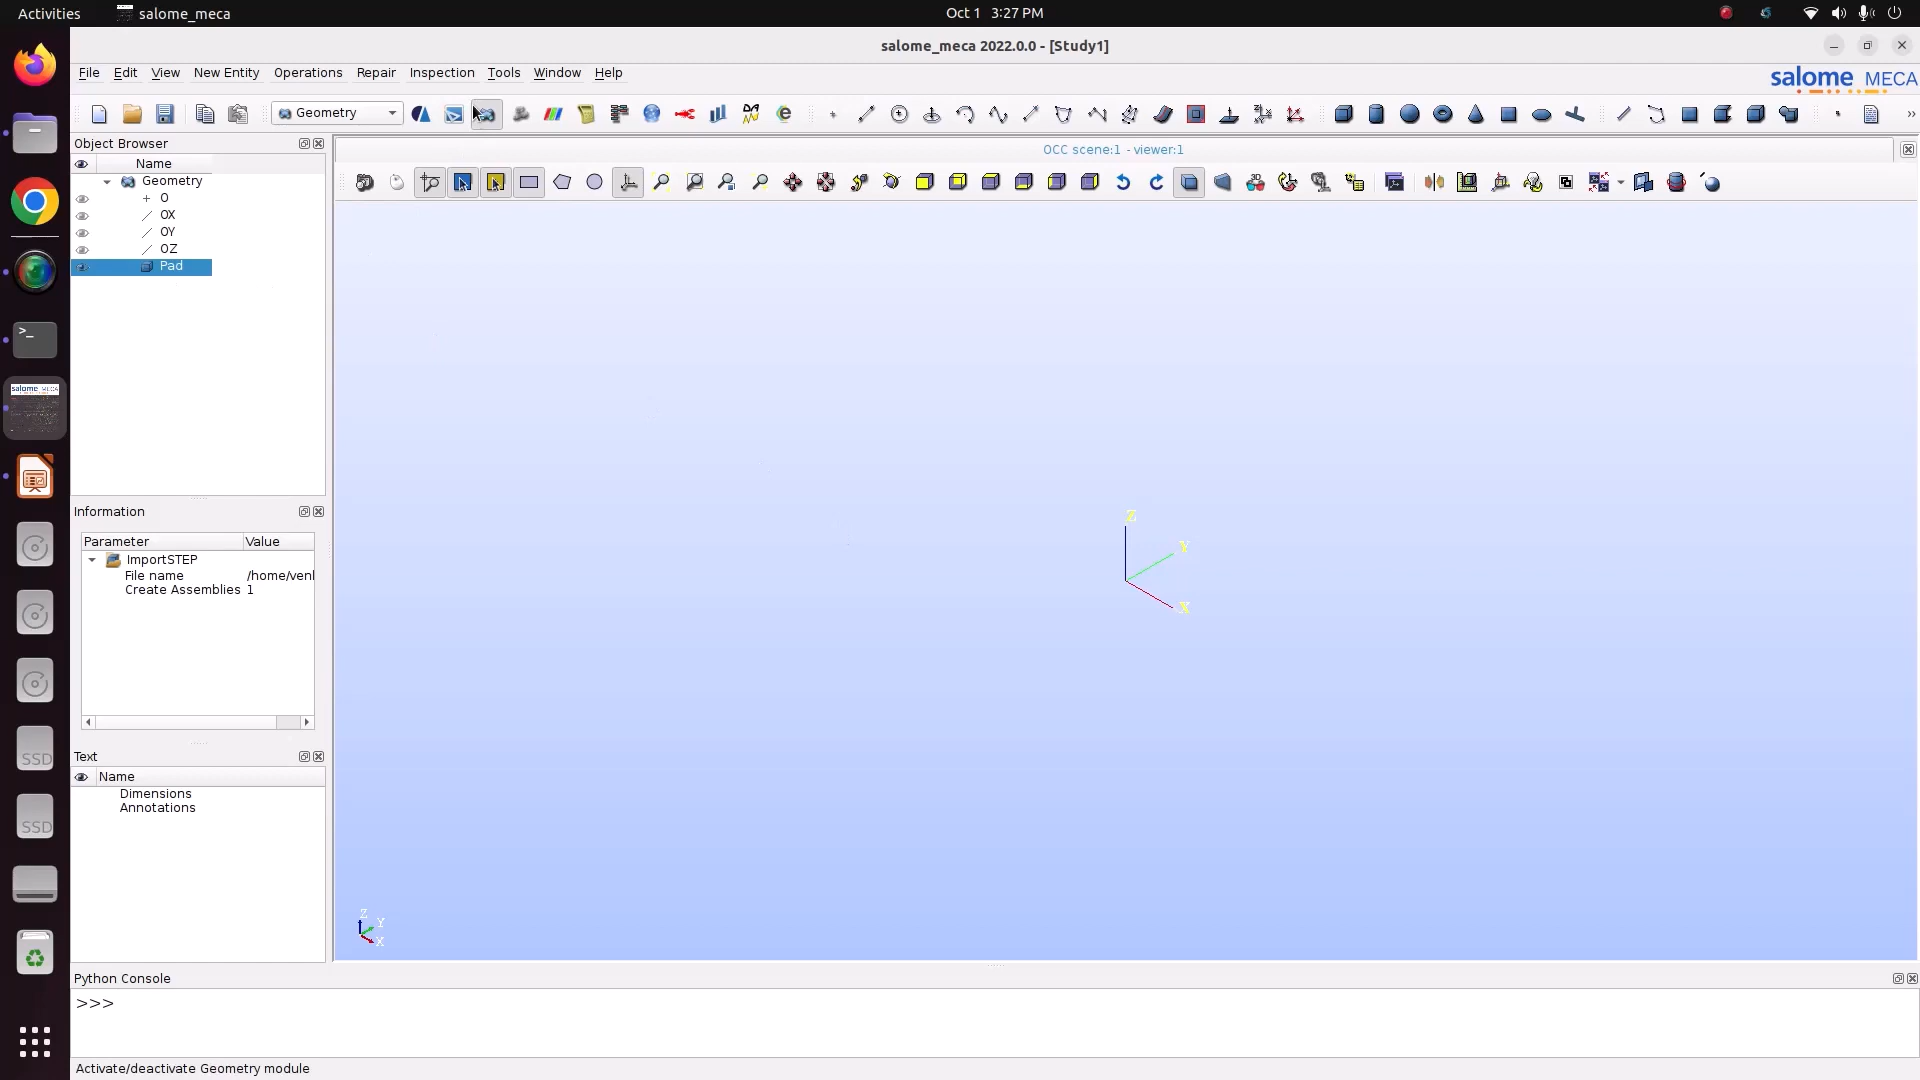 Activities
salome_meca
Oct 1 3:27 PM
salome_meca 2022.0.0 - [Study1]
File Edit View New Entity Operations Repair Inspection Tools Window Help
salome MECA
Geometry
Object Browser
OCC scene:1 - viewer:1
Name
Geometry
O
OX
OY
OZ
Pad
Information
Parameter Value
ImportSTEP
File name /home/venl
Create Assemblies 1
Text
Name
Dimensions
Annotations
Z
Y
X
Z
Y
X
SSD
SSD
Python Console
>>>
Activate/deactivate Geometry module